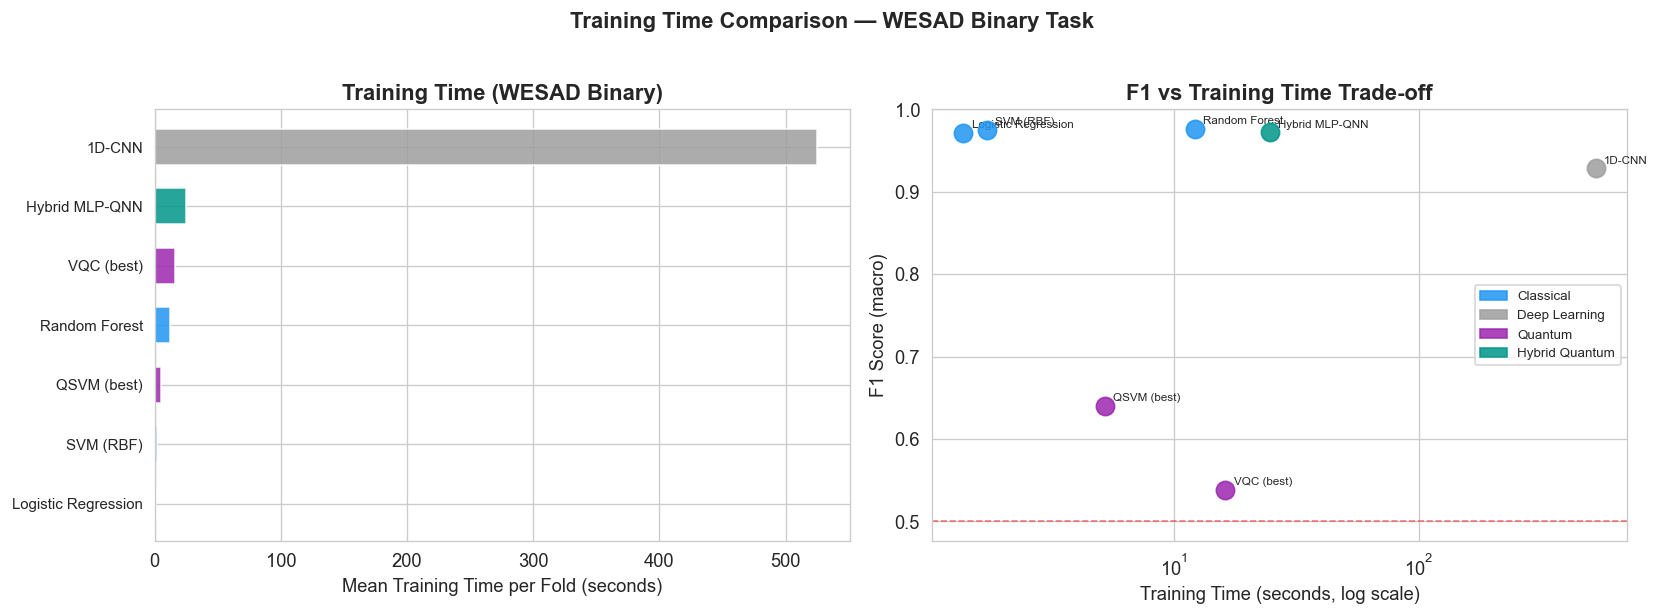 Training Time Comparison — WESAD Binary Task
Training Time (WESAD Binary)
1D-CNN
Hybrid MLP-QNN
VQC (best)
Random Forest
QSVM (best)
SVM (RBF)
Logistic Regression
0 100 200 300 400 500
Mean Training Time per Fold (seconds)
F1 vs Training Time Trade-off
F1 Score (macro)
1.0
0.9
0.8
0.7
0.6
0.5
Logistic Regression
SVM (RBF)
Random Forest
Hybrid MLP-QNN
1D-CNN
QSVM (best)
VQC (best)
Classical
Deep Learning
Quantum
Hybrid Quantum
10¹ 10²
Training Time (seconds, log scale)